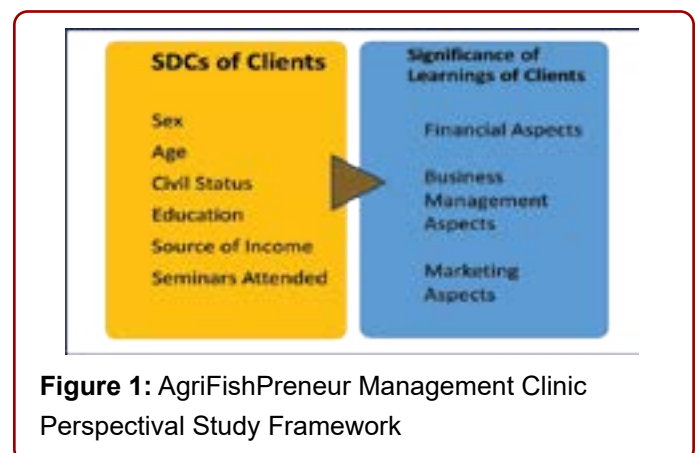 SDCs of Clients
Sex
Age
Civil Status
Education
Source of Income
Seminars Attended
Significance of
Learnings of Clients
Financial Aspects
Business
Management
Aspects
Marketing
Aspects
Figure 1: AgriFishPreneur Management Clinic
Perspectival Study Framework